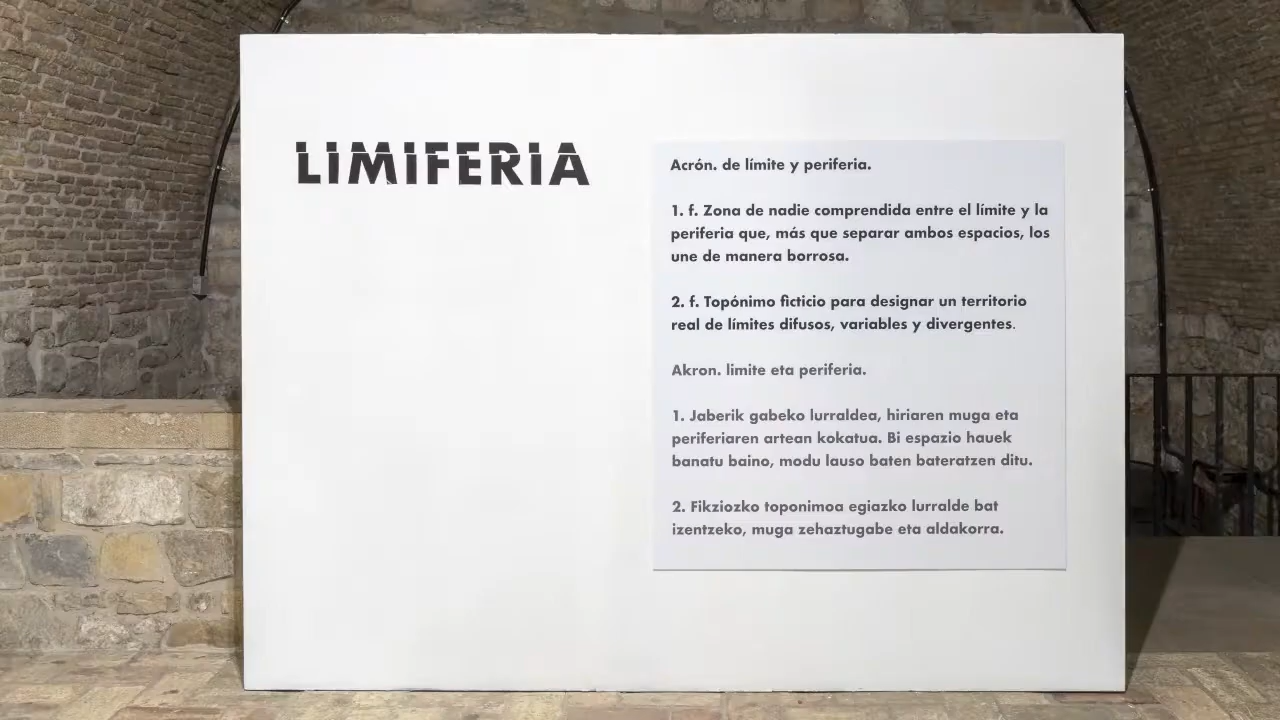 LIMIFERIA
Acrón. de límite y periferia.
1. f. Zona de nadie comprendida entre el límite y la
periferia que, más que separar ambos espacios, los
une de manera borrosa.
2. f. Topónimo ficticio para designar un territorio
real de límites difusos, variables y divergentes.
Akron. limite eta periferia.
1. Jaberik gabeko lurraldea, hiriaren muga eta
periferiaren artean kokatua. Bi espazio hauek
banatu baino, modu lauso baten bateratzen ditu.
2. Fikziozko toponimoa egiazko lurralde bat
izentzeko, muga zehaztugabe eta aldakorra.